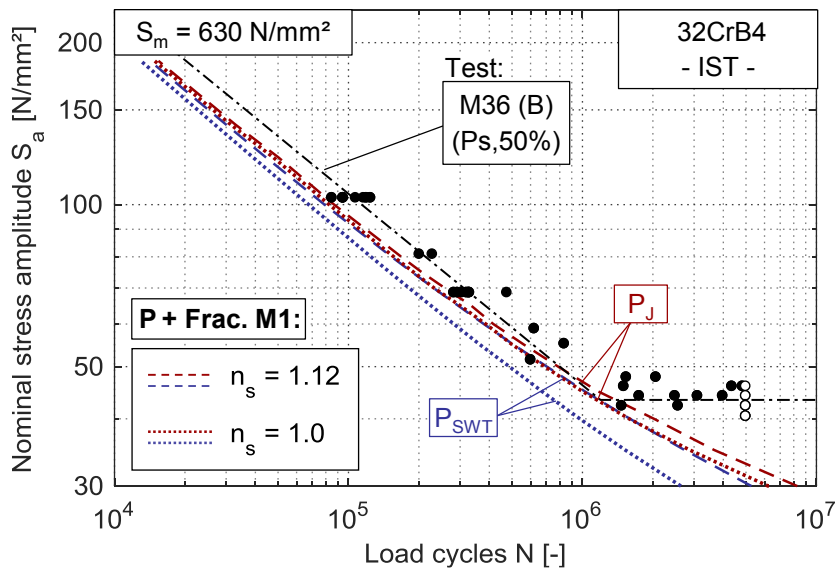 S_m = 630 N/mm²
32CrB4
- IST -
Test:
M36 (B)
(Ps,50%)
Nominal stress amplitude S_a [N/mm²]
200
150
100
50
30
P + Frac. M1:
n_s = 1.12
n_s = 1.0
P_J
P_SWT
10^4
10^5
10^6
10^7
Load cycles N [-]